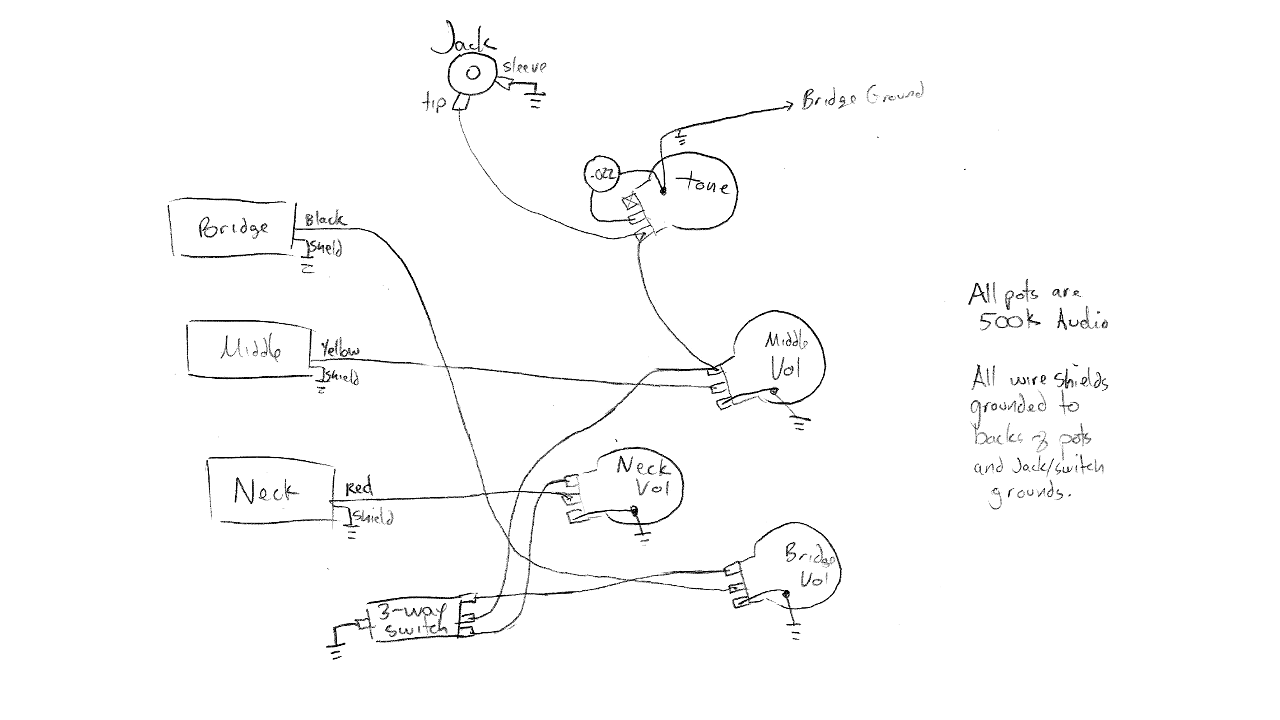 Jack
sleeve
tip
Bridge Ground
.022
tone
Bridge
Black
Shield
Middle
Yellow
Shield
Middle
Vol
All pots are
500k Audio
All wire shields
grounded to
backs of pots
and Jack/switch
grounds.
Neck
Red
Shield
Neck
Vol
Bridge
Vol
3-way
switch